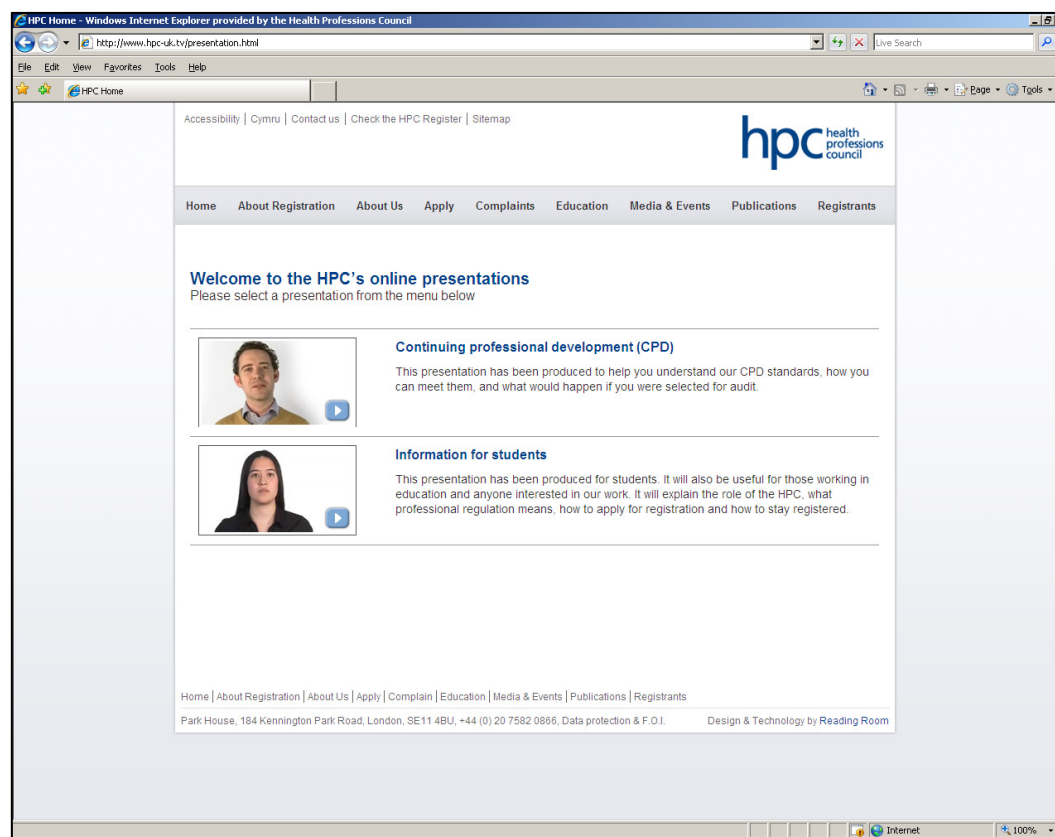 HPC Home - Windows Internet Explorer provided by the Health Professions Council
http://www.hpc-uk.tv/presentation.html
Live Search
File Edit View Favorites Tools Help
HPC Home
Page
Tools
Accessibility | Cymru | Contact us | Check the HPC Register | Sitemap
hpc health professions council
Home About Registration About Us Apply Complaints Education Media & Events Publications Registrants
Welcome to the HPC's online presentations
Please select a presentation from the menu below
Continuing professional development (CPD)
This presentation has been produced to help you understand our CPD standards, how you
can meet them, and what would happen if you were selected for audit.
Information for students
This presentation has been produced for students. It will also be useful for those working in
education and anyone interested in our work. It will explain the role of the HPC, what
professional regulation means, how to apply for registration and how to stay registered.
Home | About Registration | About Us | Apply | Complain | Education | Media & Events | Publications | Registrants
Park House, 184 Kennington Park Road, London, SE11 4BU, +44 (0) 20 7582 0866, Data protection & F.O.I. Design & Technology by Reading Room
Internet 100%